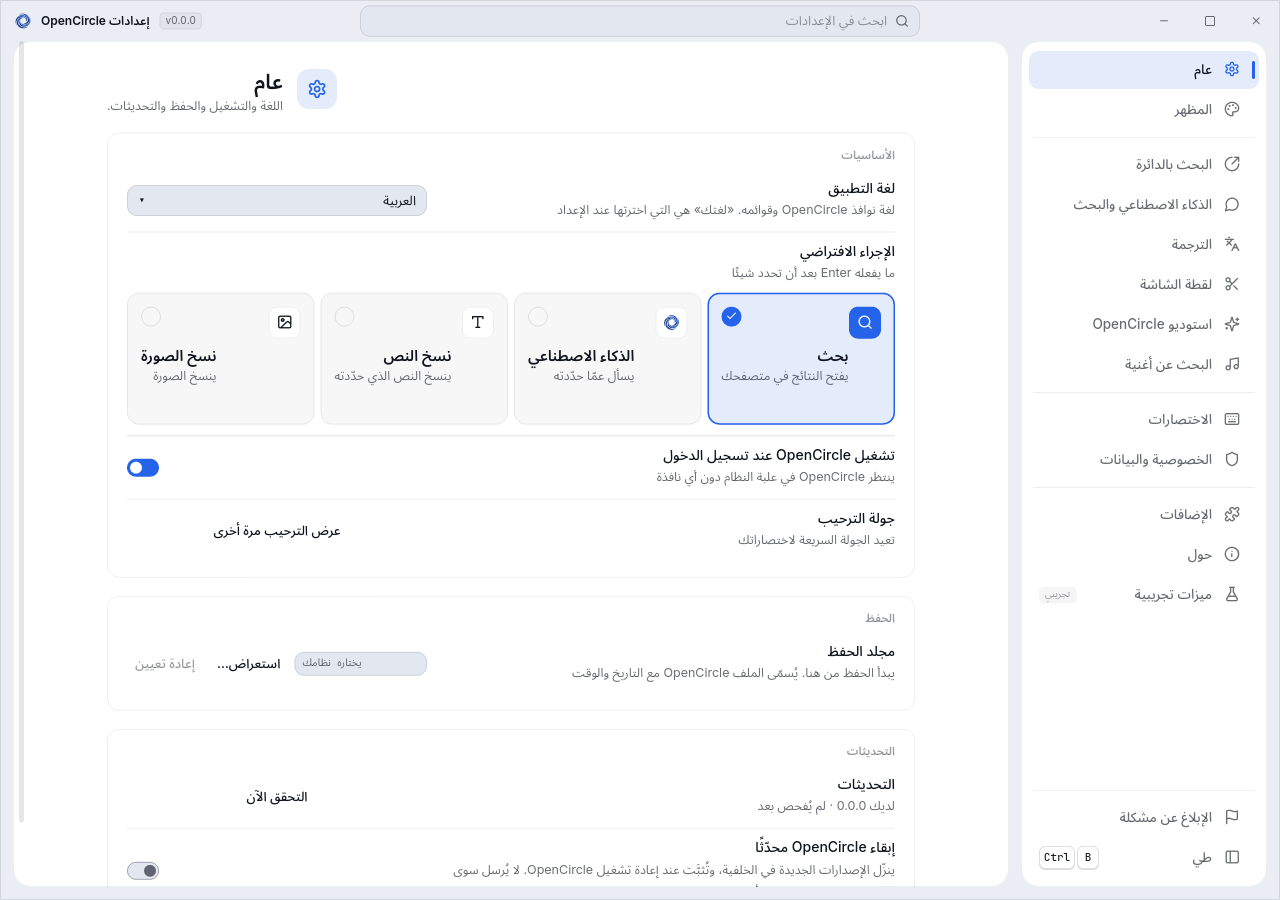 إعدادات OpenCircle v0.0.0
ابحث في الإعدادات
عام
المظهر
البحث بالدائرة
الذكاء الاصطناعي والبحث
الترجمة
لقطة الشاشة
استوديو OpenCircle
البحث عن أغنية
الاختصارات
الخصوصية والبيانات
الإضافات
حول
ميزات تجريبية تجريبي
الإبلاغ عن مشكلة
طي Ctrl B
عام
اللغة والتشغيل والحفظ والتحديثات.
الأساسيات
لغة التطبيق
لغة نوافذ OpenCircle وقوائمه. «لغتك» هي التي اخترتها عند الإعداد
العربية
الإجراء الافتراضي
ما يفعله Enter بعد أن تحدد شيئًا
بحث
يفتح النتائج في متصفحك
الذكاء الاصطناعي
يسأل عمّا حدّدته
نسخ النص
ينسخ النص الذي حدّدته
نسخ الصورة
ينسخ الصورة
تشغيل OpenCircle عند تسجيل الدخول
ينتظر OpenCircle في علبة النظام دون أي نافذة
جولة الترحيب
تعيد الجولة السريعة لاختصاراتك
عرض الترحيب مرة أخرى
الحفظ
مجلد الحفظ
يبدأ الحفظ من هنا. يُسمّى الملف OpenCircle مع التاريخ والوقت
يختاره نظامك
استعراض...
إعادة تعيين
التحديثات
التحديثات
لديك 0.0.0 · لم يُفحص بعد
التحقق الآن
إبقاء OpenCircle محدّثًا
ينزّل الإصدارات الجديدة في الخلفية، وتُثبَّت عند إعادة تشغيل OpenCircle. لا يُرسل سوى